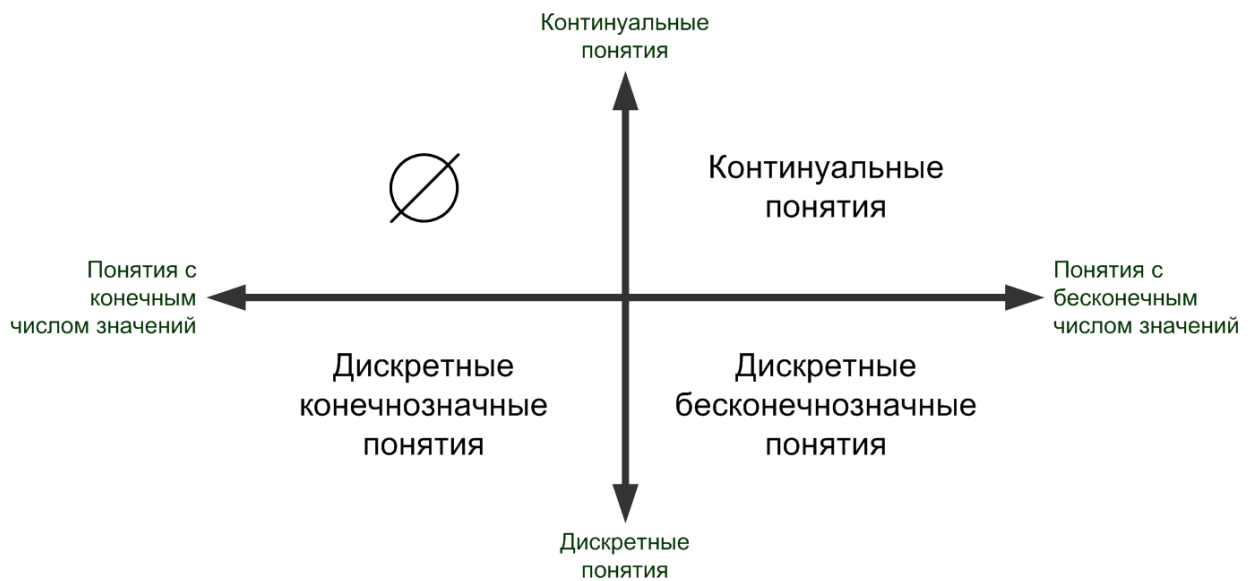 Континуальные
понятия
∅
Континуальные
понятия
Понятия с
конечным
числом значений
Понятия с
бесконечным
числом значений
Дискретные
конечнозначные
понятия
Дискретные
бесконечнозначные
понятия
Дискретные
понятия